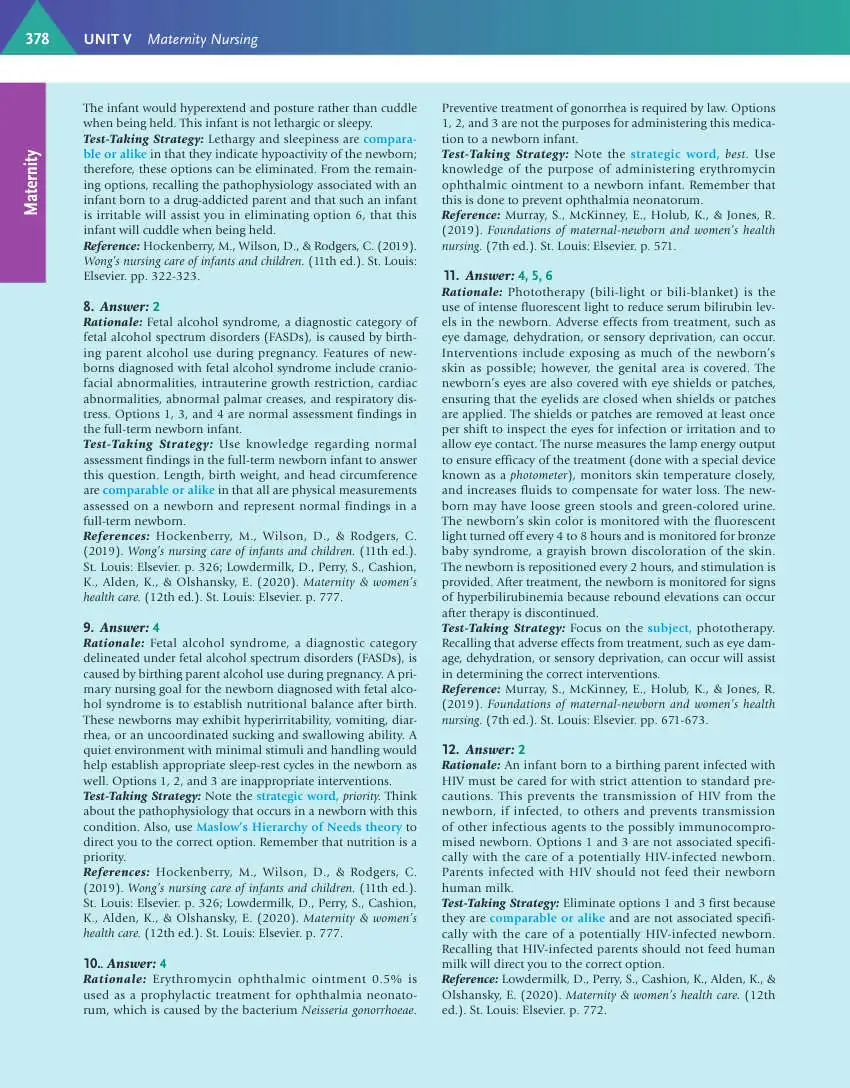 378 UNIT V Maternity Nursing
Maternity
The infant would hyperextend and posture rather than cuddle
when being held. This infant is not lethargic or sleepy.
Test-Taking Strategy: Lethargy and sleepiness are compara-
ble or alike in that they indicate hypoactivity of the newborn;
therefore, these options can be eliminated. From the remain-
ing options, recalling the pathophysiology associated with an
infant born to a drug-addicted parent and that such an infant
is irritable will assist you in eliminating option 6, that this
infant will cuddle when being held.
Reference: Hockenberry, M., Wilson, D., & Rodgers, C. (2019).
Wong's nursing care of infants and children. (11th ed.). St. Louis:
Elsevier. pp. 322-323.
8. Answer: 2
Rationale: Fetal alcohol syndrome, a diagnostic category of
fetal alcohol spectrum disorders (FASDs), is caused by birth-
ing parent alcohol use during pregnancy. Features of new-
borns diagnosed with fetal alcohol syndrome include cranio-
facial abnormalities, intrauterine growth restriction, cardiac
abnormalities, abnormal palmar creases, and respiratory dis-
tress. Options 1, 3, and 4 are normal assessment findings in
the full-term newborn infant.
Test-Taking Strategy: Use knowledge regarding normal
assessment findings in the full-term newborn infant to answer
this question. Length, birth weight, and head circumference
are comparable or alike in that all are physical measurements
assessed on a newborn and represent normal findings in a
full-term newborn.
References: Hockenberry, M., Wilson, D., & Rodgers, C.
(2019). Wong's nursing care of infants and children. (11th ed.).
St. Louis: Elsevier. p. 326; Lowdermilk, D., Perry, S., Cashion,
K., Alden, K., & Olshansky, E. (2020). Maternity & women's
health care. (12th ed.). St. Louis: Elsevier. p. 777.
9. Answer: 4
Rationale: Fetal alcohol syndrome, a diagnostic category
delineated under fetal alcohol spectrum disorders (FASDs), is
caused by birthing parent alcohol use during pregnancy. A pri-
mary nursing goal for the newborn diagnosed with fetal alco-
hol syndrome is to establish nutritional balance after birth.
These newborns may exhibit hyperirritability, vomiting, diar-
rhea, or an uncoordinated sucking and swallowing ability. A
quiet environment with minimal stimuli and handling would
help establish appropriate sleep-rest cycles in the newborn as
well. Options 1, 2, and 3 are inappropriate interventions.
Test-Taking Strategy: Note the strategic word, priority. Think
about the pathophysiology that occurs in a newborn with this
condition. Also, use Maslow's Hierarchy of Needs theory to
direct you to the correct option. Remember that nutrition is a
priority.
References: Hockenberry, M., Wilson, D., & Rodgers, C.
(2019). Wong's nursing care of infants and children. (11th ed.).
St. Louis: Elsevier. p. 326; Lowdermilk, D., Perry, S., Cashion,
K., Alden, K., & Olshansky, E. (2020). Maternity & women's
health care. (12th ed.). St. Louis: Elsevier. p. 777.
10.. Answer: 4
Rationale: Erythromycin ophthalmic ointment 0.5% is
used as a prophylactic treatment for ophthalmia neonato-
rum, which is caused by the bacterium Neisseria gonorrhoeae.
Preventive treatment of gonorrhea is required by law. Options
1, 2, and 3 are not the purposes for administering this medica-
tion to a newborn infant.
Test-Taking Strategy: Note the strategic word, best. Use
knowledge of the purpose of administering erythromycin
ophthalmic ointment to a newborn infant. Remember that
this is done to prevent ophthalmia neonatorum.
Reference: Murray, S., McKinney, E., Holub, K., & Jones, R.
(2019). Foundations of maternal-newborn and women's health
nursing. (7th ed.). St. Louis: Elsevier. p. 571.
11. Answer: 4, 5, 6
Rationale: Phototherapy (bili-light or bili-blanket) is the
use of intense fluorescent light to reduce serum bilirubin lev-
els in the newborn. Adverse effects from treatment, such as
eye damage, dehydration, or sensory deprivation, can occur.
Interventions include exposing as much of the newborn's
skin as possible; however, the genital area is covered. The
newborn's eyes are also covered with eye shields or patches,
ensuring that the eyelids are closed when shields or patches
are applied. The shields or patches are removed at least once
per shift to inspect the eyes for infection or irritation and to
allow eye contact. The nurse measures the lamp energy output
to ensure efficacy of the treatment (done with a special device
known as a photometer), monitors skin temperature closely,
and increases fluids to compensate for water loss. The new-
born may have loose green stools and green-colored urine.
The newborn's skin color is monitored with the fluorescent
light turned off every 4 to 8 hours and is monitored for bronze
baby syndrome, a grayish brown discoloration of the skin.
The newborn is repositioned every 2 hours, and stimulation is
provided. After treatment, the newborn is monitored for signs
of hyperbilirubinemia because rebound elevations can occur
after therapy is discontinued.
Test-Taking Strategy: Focus on the subject, phototherapy.
Recalling that adverse effects from treatment, such as eye dam-
age, dehydration, or sensory deprivation, can occur will assist
in determining the correct interventions.
Reference: Murray, S., McKinney, E., Holub, K., & Jones, R.
(2019). Foundations of maternal-newborn and women's health
nursing. (7th ed.). St. Louis: Elsevier. pp. 671-673.
12. Answer: 2
Rationale: An infant born to a birthing parent infected with
HIV must be cared for with strict attention to standard pre-
cautions. This prevents the transmission of HIV from the
newborn, if infected, to others and prevents transmission
of other infectious agents to the possibly immunocompro-
mised newborn. Options 1 and 3 are not associated specifi-
cally with the care of a potentially HIV-infected newborn.
Parents infected with HIV should not feed their newborn
human milk.
Test-Taking Strategy: Eliminate options 1 and 3 first because
they are comparable or alike and are not associated specifi-
cally with the care of a potentially HIV-infected newborn.
Recalling that HIV-infected parents should not feed human
milk will direct you to the correct option.
Reference: Lowdermilk, D., Perry, S., Cashion, K., Alden, K., &
Olshansky, E. (2020). Maternity & women's health care. (12th
ed.). St. Louis: Elsevier. p. 772.